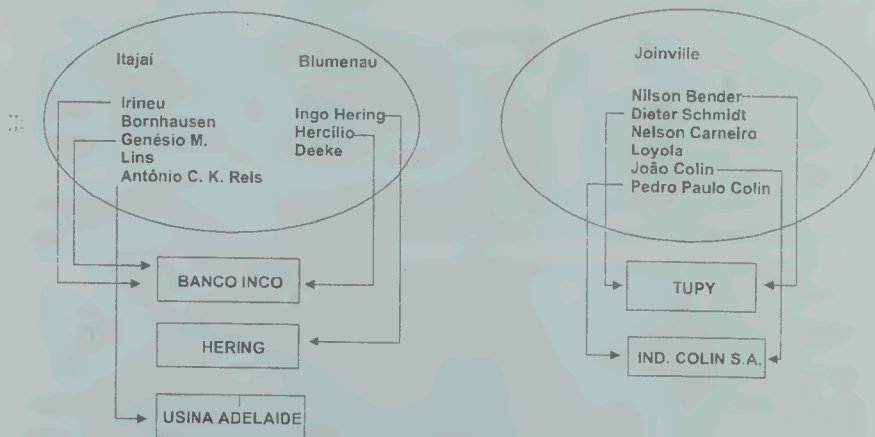 Itajaí
Irineu
Bornhausen
Genésio M.
Lins
António C. K. Reis
Blumenau
Ingo Hering
Hercílio
Deeke
BANCO INCO
HERING
USINA ADELAIDE
Joinville
Nilson Bender
Dieter Schmidt
Nelson Carneiro
Loyola
João Colin
Pedro Paulo Colin
TUPY
IND. COLIN S.A.